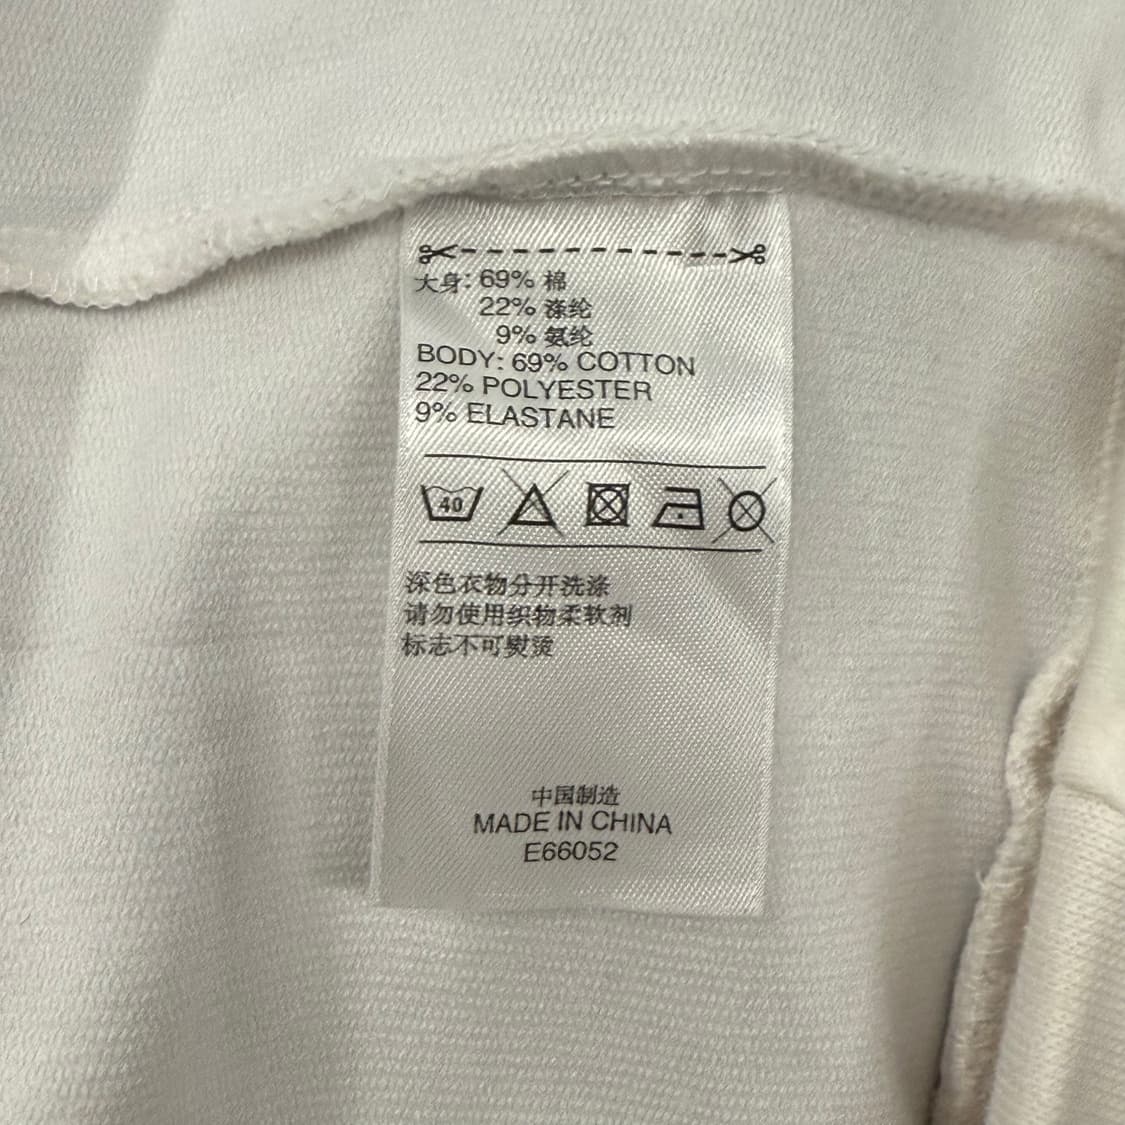 大身: 69% 棉
22% 涤纶
9% 氨纶
BODY: 69% COTTON
22% POLYESTER
9% ELASTANE
40
深色衣物分开洗涤
请勿使用织物柔软剂
标志不可熨烫
中国制造
MADE IN CHINA
E66052